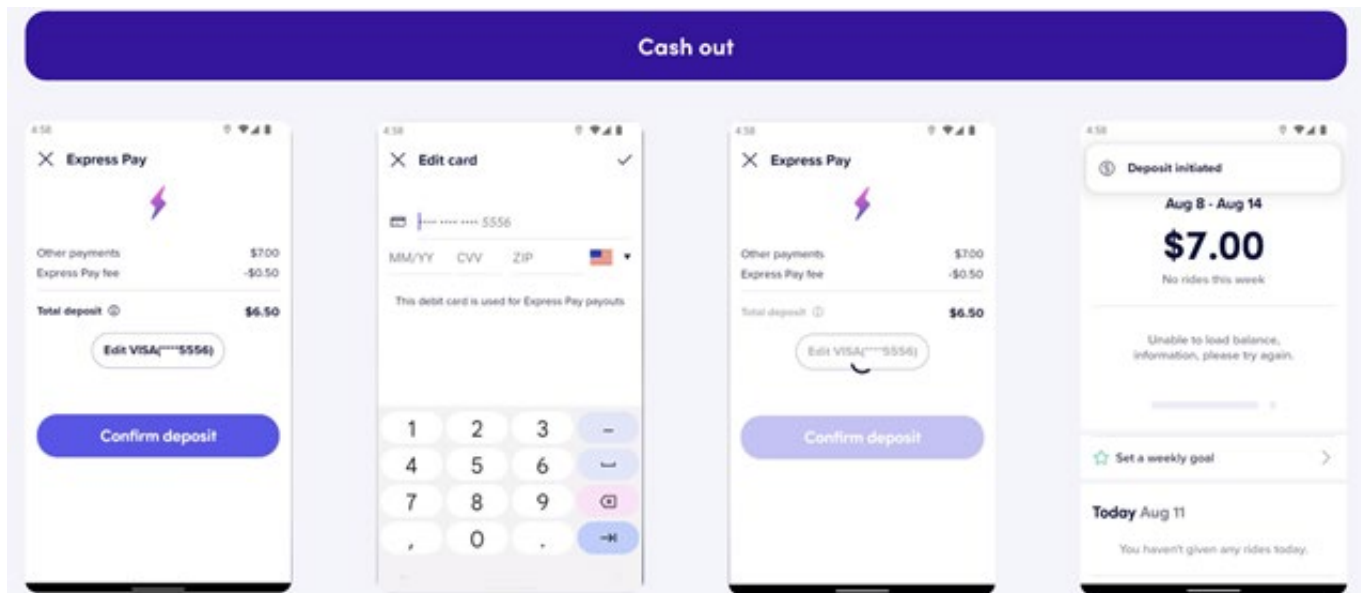 Cash out
4:58
Express Pay
Other payments $7.00
Express Pay fee -$0.50
Total deposit $6.50
Edit VISA(****5556)
Confirm deposit
4:58
Edit card
•••• •••• •••• 5556
MM/YY CVV ZIP
This debit card is used for Express Pay payouts
1 2 3 -
4 5 6
7 8 9
, 0 .
4:58
Express Pay
Other payments $7.00
Express Pay fee -$0.50
Total deposit $6.50
Edit VISA(****5556)
Confirm deposit
4:58
Deposit initiated
Aug 8 - Aug 14
$7.00
No rides this week
Unable to load balance,
information, please try again.
Set a weekly goal
Today Aug 11
You haven't given any rides today.